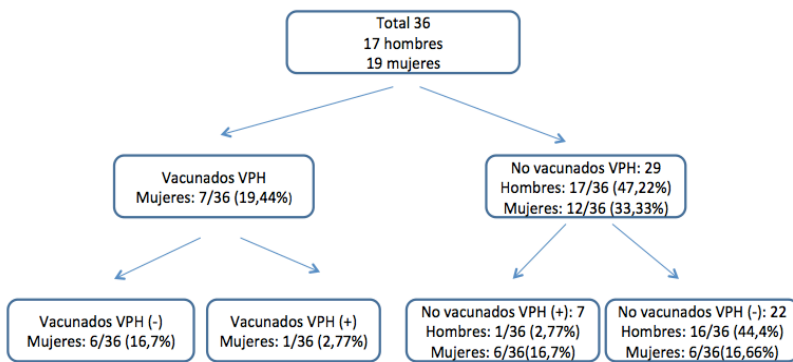 Total 36
17 hombres
19 mujeres
Vacunados VPH
Mujeres: 7/36 (19,44%)
No vacunados VPH: 29
Hombres: 17/36 (47,22%)
Mujeres: 12/36 (33,33%)
Vacunados VPH (-)
Mujeres: 6/36 (16,7%)
Vacunados VPH (+)
Mujeres: 1/36 (2,77%)
No vacunados VPH (+): 7
Hombres: 1/36 (2,77%)
Mujeres: 6/36(16,7%)
No vacunados VPH (-): 22
Hombres: 16/36 (44,4%)
Mujeres: 6/36(16,66%)